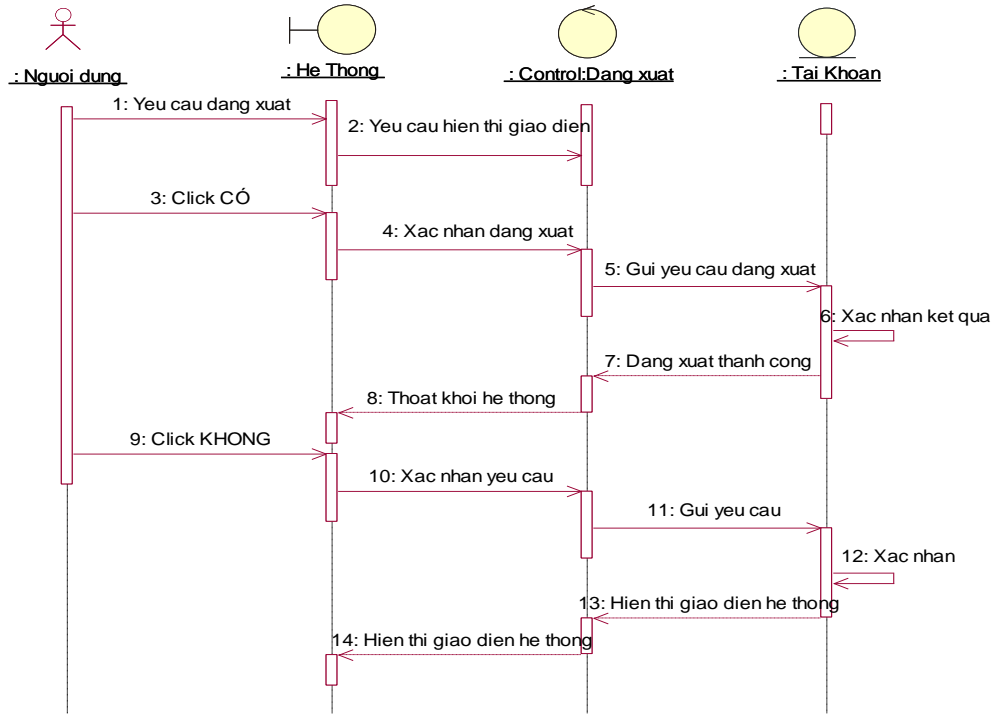 : Nguoi dung
: He Thong
: Control:Dang xuat
: Tai Khoan
1: Yeu cau dang xuat
2: Yeu cau hien thi giao dien
3: Click CÓ
4: Xac nhan dang xuat
5: Gui yeu cau dang xuat
6: Xac nhan ket qua
7: Dang xuat thanh cong
8: Thoat khoi he thong
9: Click KHONG
10: Xac nhan yeu cau
11: Gui yeu cau
12: Xac nhan
13: Hien thi giao dien he thong
14: Hien thi giao dien he thong